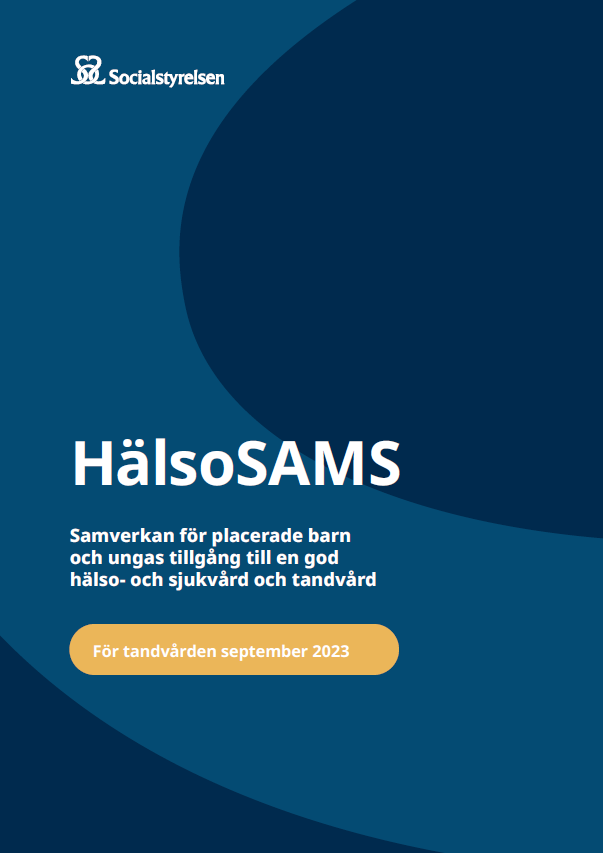 Socialstyrelsen
HälsoSAMS
Samverkan för placerade barn
och ungas tillgång till en god
hälso- och sjukvård och tandvård
För tandvården september 2023